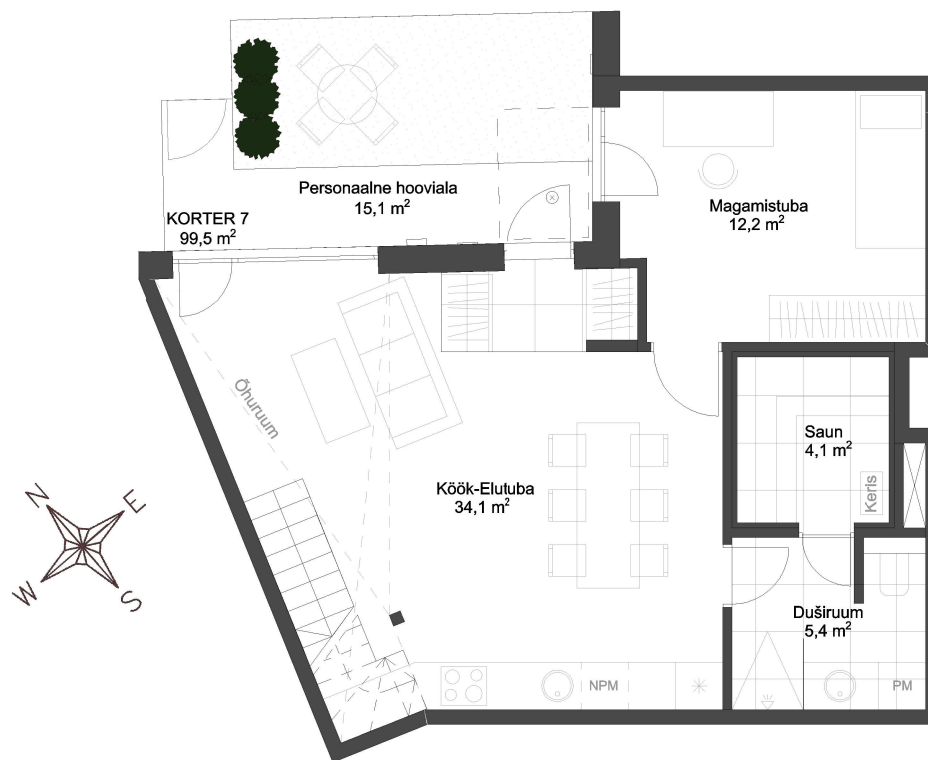 Personaalne hooviala
15,1 m²
KORTER 7
99,5 m²
Magamistuba
12,2 m²
Õhuruum
Köök-Elutuba
34,1 m²
Saun
4,1 m²
Keris
N
E
W
S
Duširuum
5,4 m²
NPM
PM